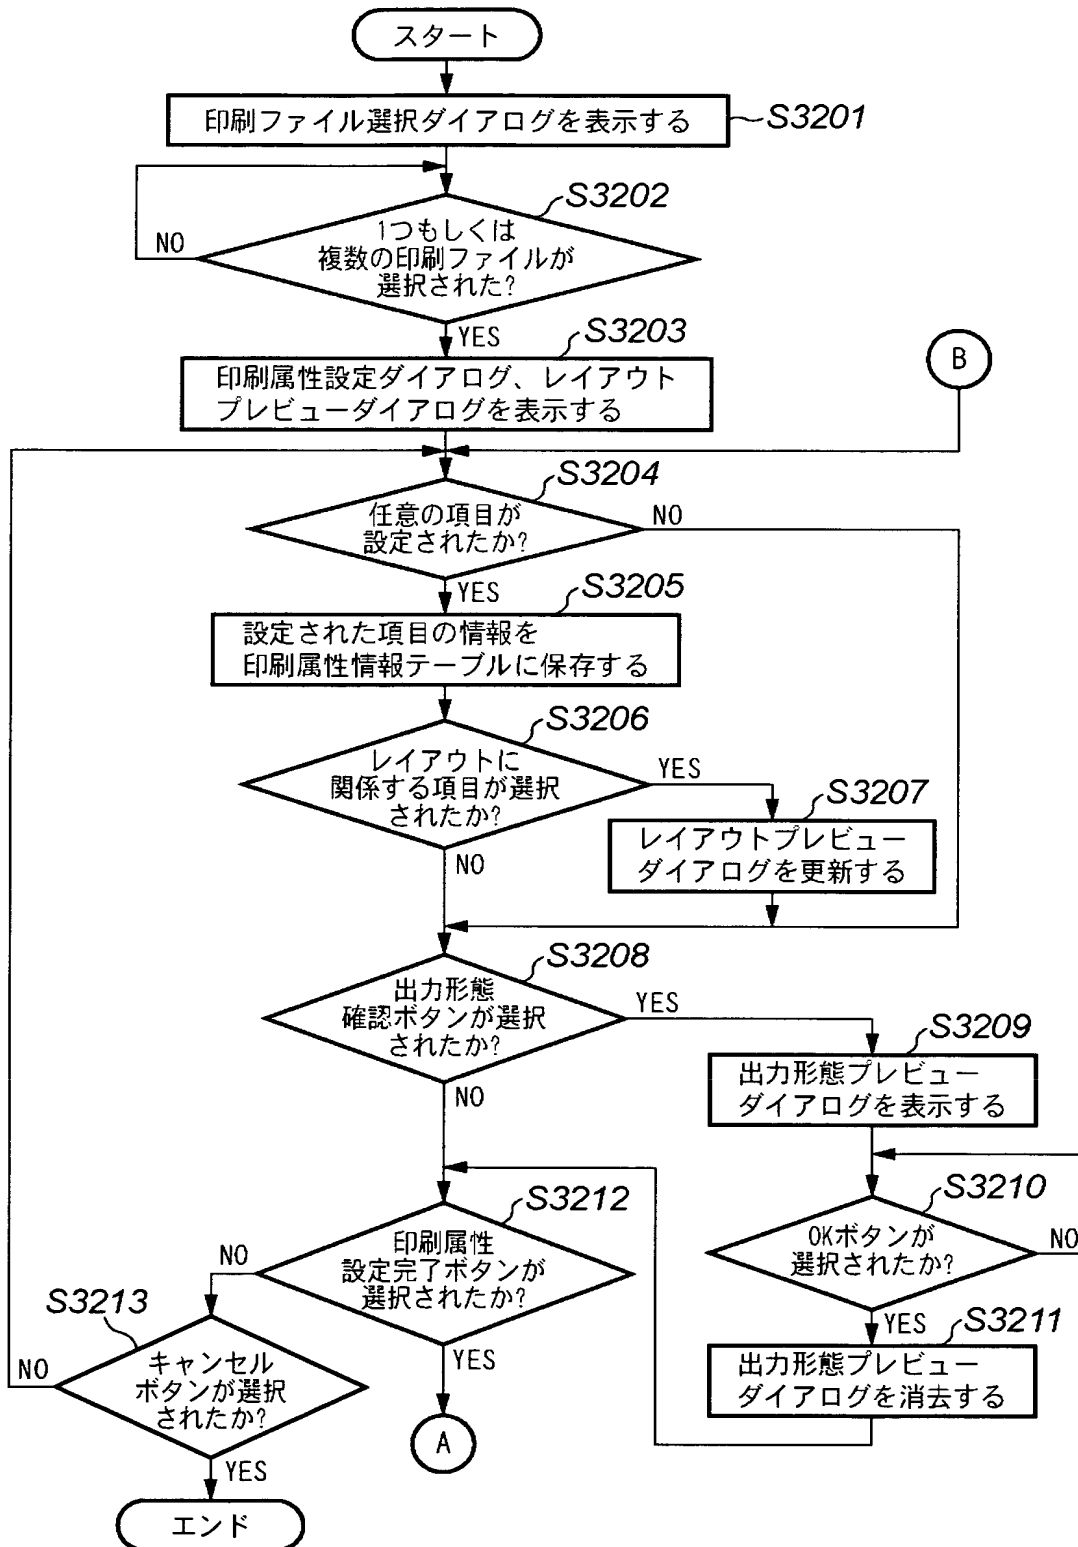 スタート
印刷ファイル選択ダイアログを表示する
S3201
S3202
1つもしくは
複数の印刷ファイルが
選択された?
NO
YES
S3203
印刷属性設定ダイアログ、レイアウト
プレビューダイアログを表示する
B
S3204
任意の項目が
設定されたか?
NO
YES
S3205
設定された項目の情報を
印刷属性情報テーブルに保存する
S3206
レイアウトに
関係する項目が選択
されたか?
YES
NO
S3207
レイアウトプレビュー
ダイアログを更新する
S3208
出力形態
確認ボタンが選択
されたか?
YES
NO
S3209
出力形態プレビュー
ダイアログを表示する
S3210
OKボタンが
選択されたか?
NO
YES
S3211
出力形態プレビュー
ダイアログを消去する
S3212
印刷属性
設定完了ボタンが
選択されたか?
NO
YES
A
S3213
キャンセル
ボタンが選択
されたか?
NO
YES
エンド